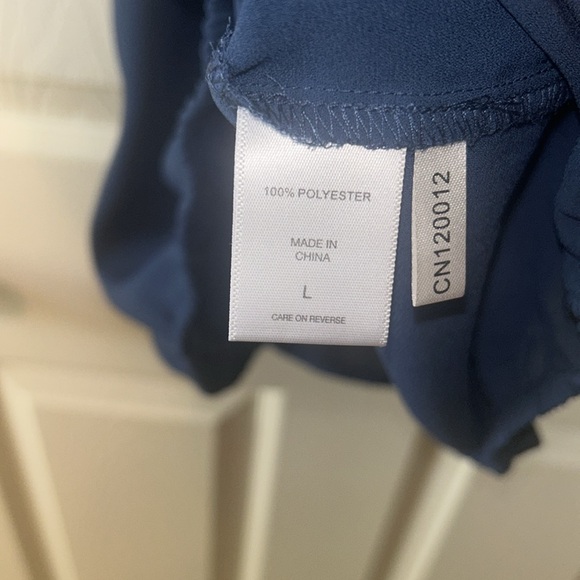 100% POLYESTER
MADE IN
CHINA
L
CARE ON REVERSE
CN120012